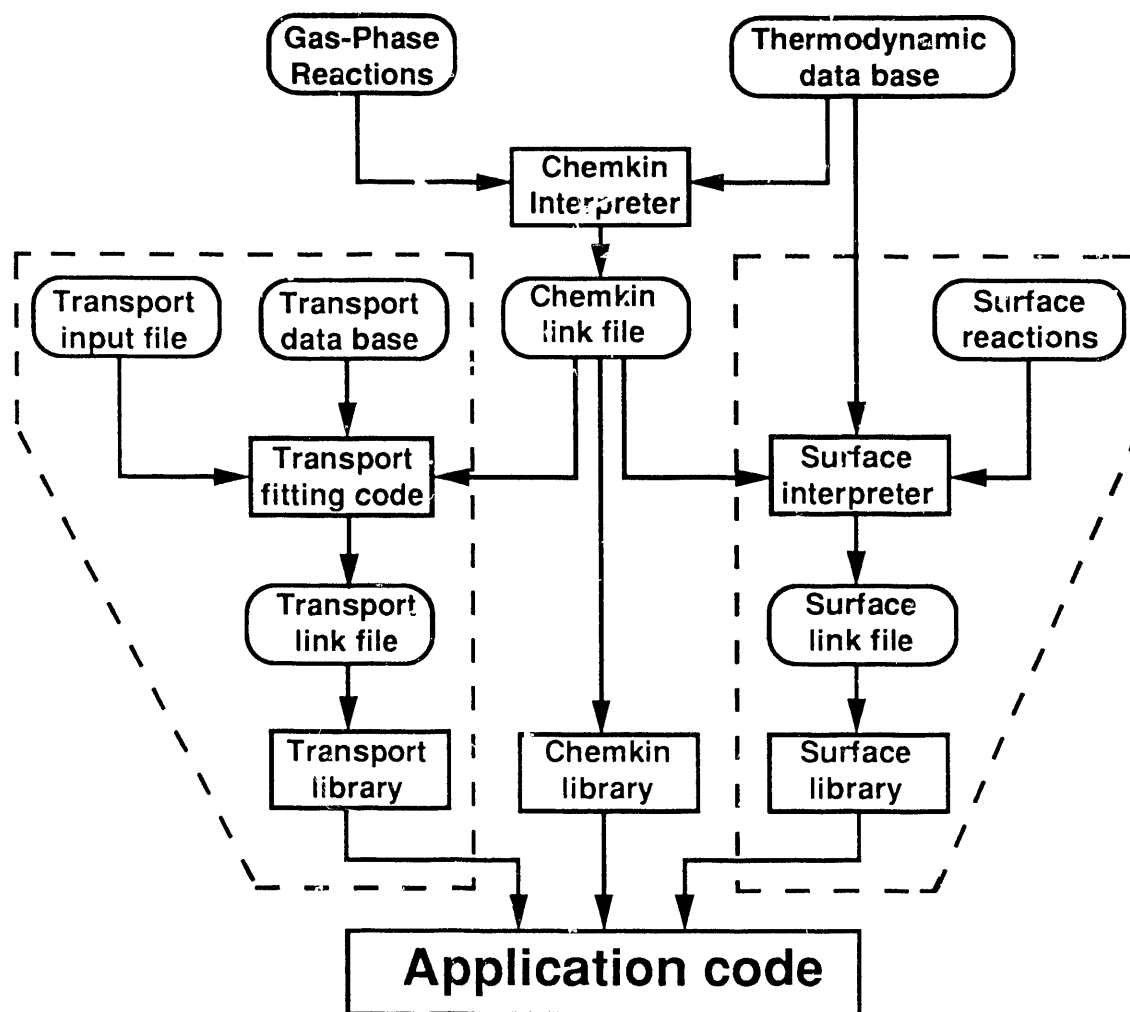 Gas-Phase
Reactions
Thermodynamic
data base
Chemkin
Interpreter
Transport
input file
Transport
data base
Chemkin
link file
Surface
reactions
Transport
fitting code
Surface
interpreter
Transport
link file
Surface
link file
Transport
library
Chemkin
library
Surface
library
Application code